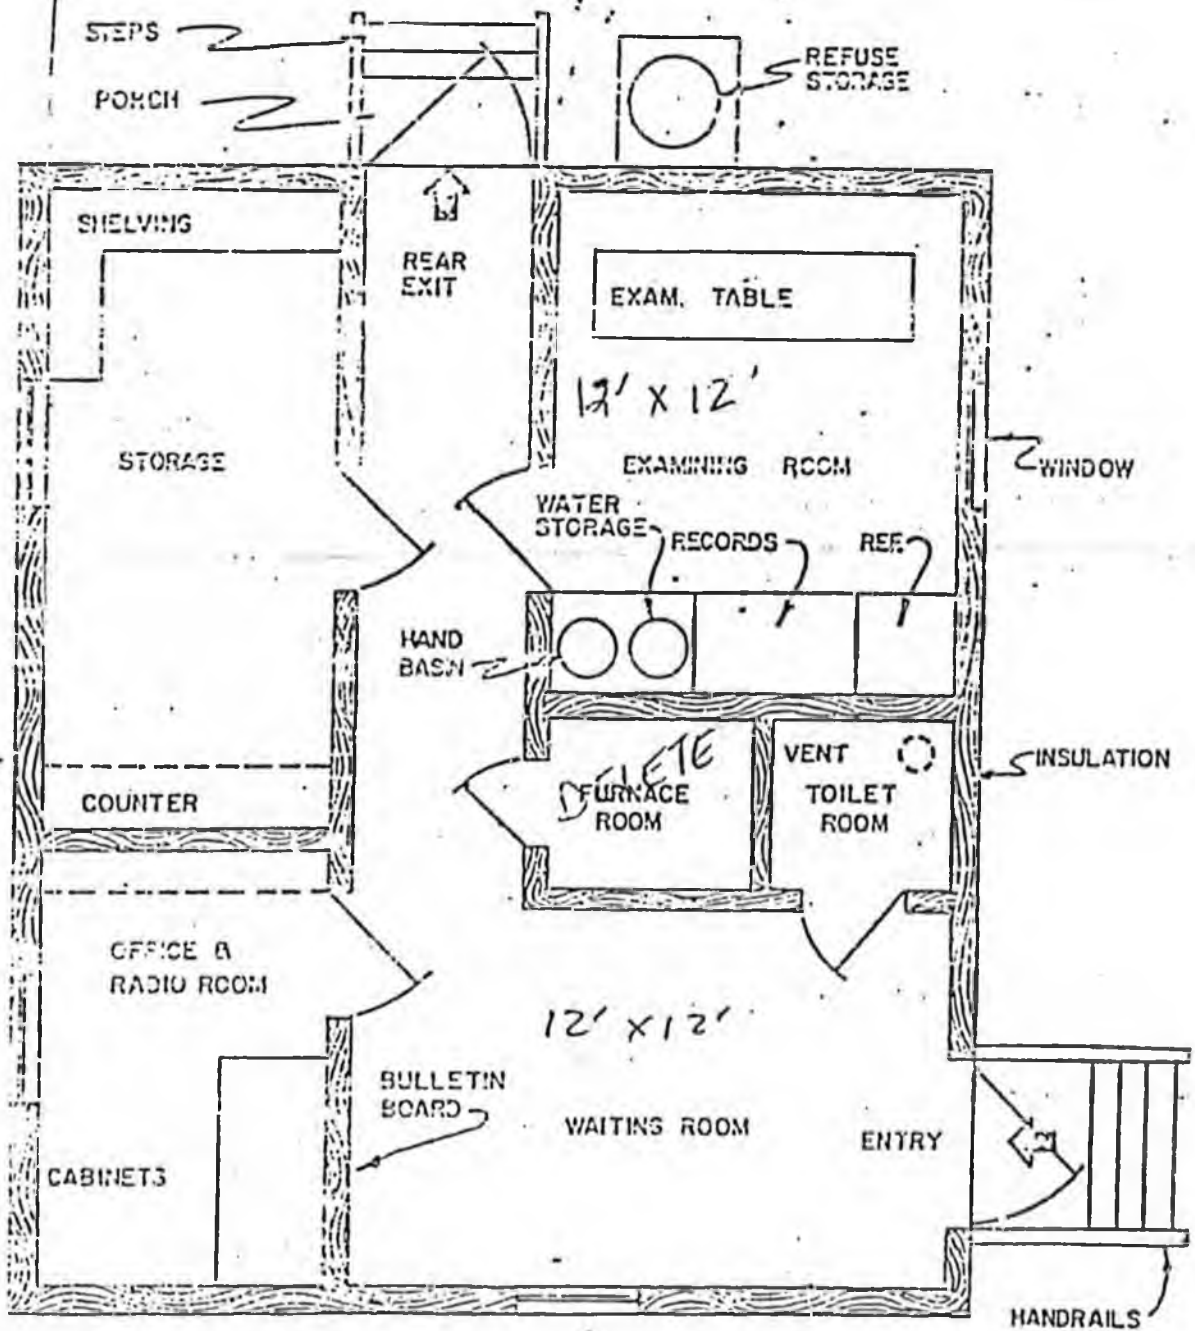 STEPS
PORCH
REFUSE
STORAGE
SHELVING
REAR
EXIT
EXAM. TABLE
12' X 12'
STORAGE
EXAMINING ROOM
WINDOW
WATER
STORAGE
RECORDS
REF.
HAND
BASIN
DELETE
FURNACE
ROOM
VENT
TOILET
ROOM
INSULATION
COUNTER
OFFICE &
RADIO ROOM
12' X 12'
BULLETIN
BOARD
WAITING ROOM
ENTRY
CABINETS
HANDRAILS